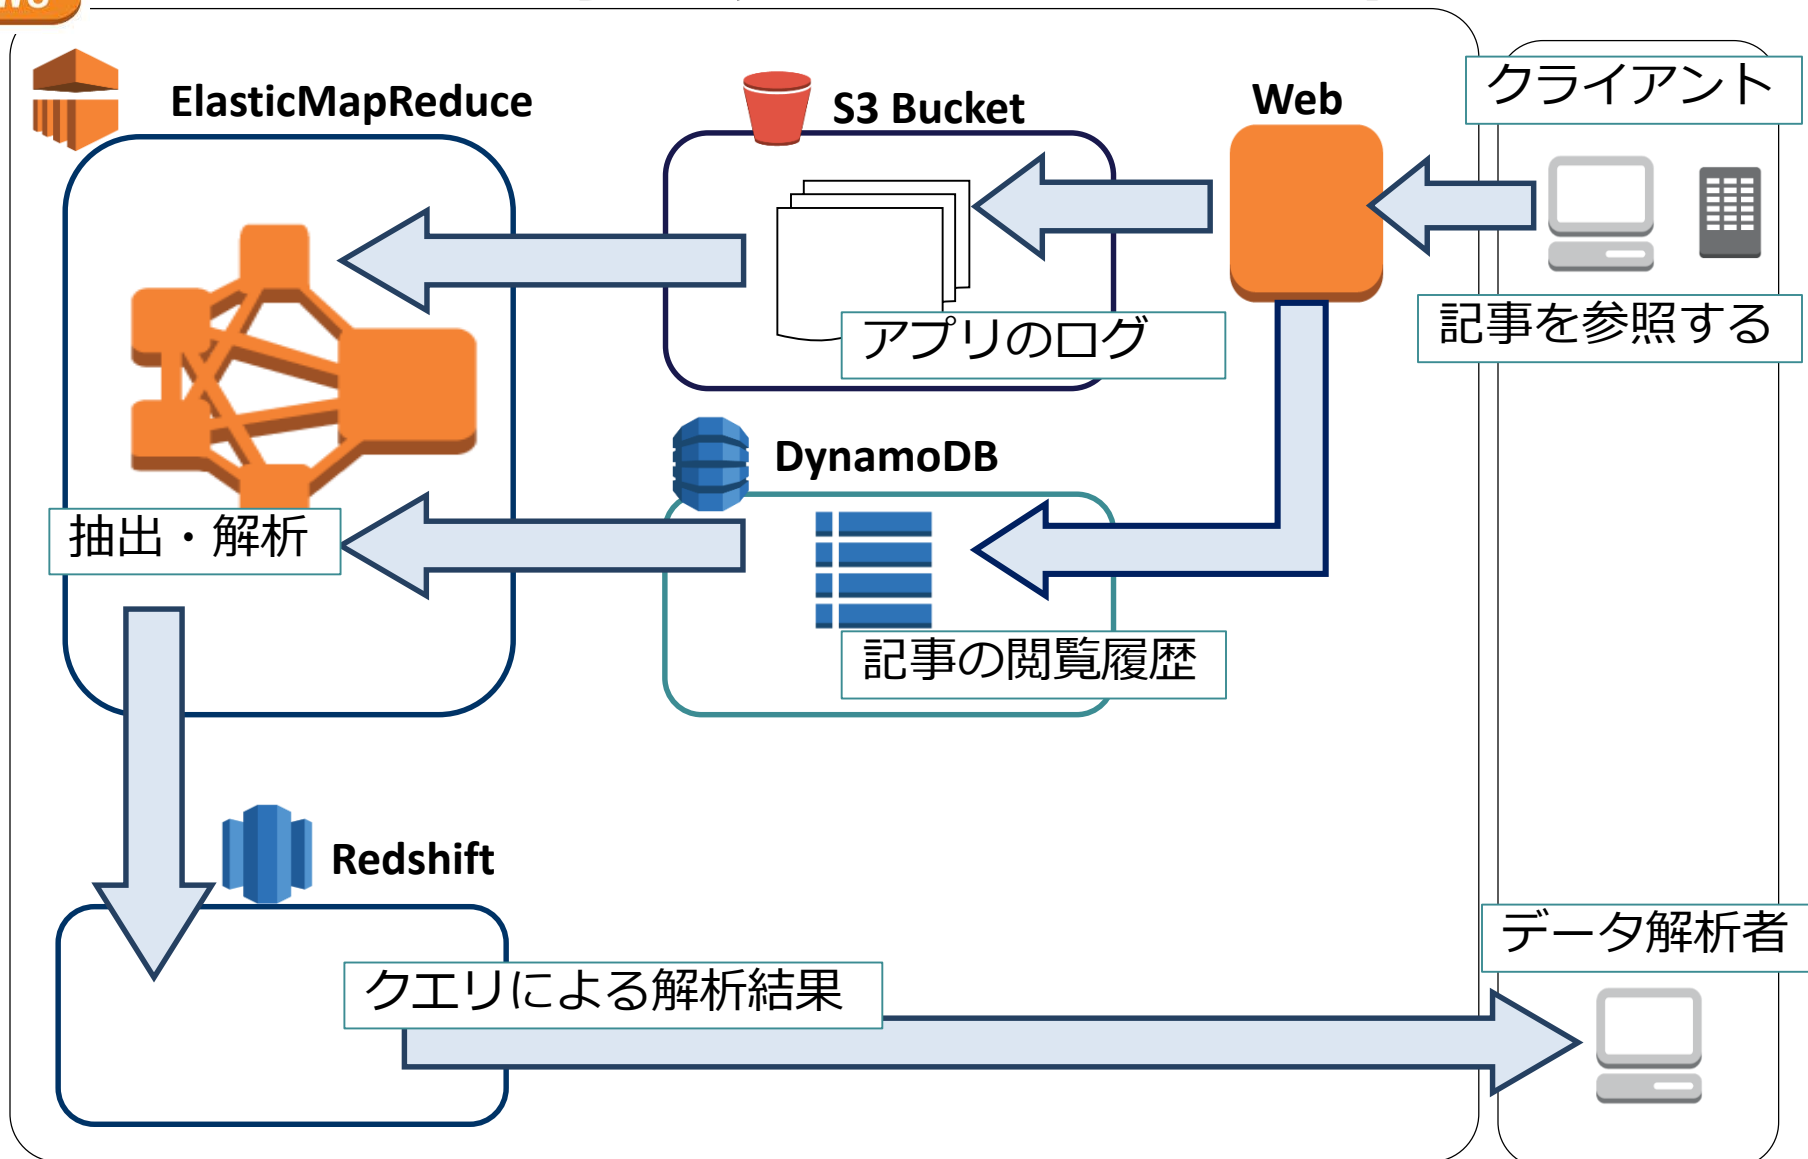 ElasticMapReduce
S3 Bucket
Web
クライアント
アプリのログ
記事を参照する
DynamoDB
抽出・解析
記事の閲覧履歴
Redshift
データ解析者
クエリによる解析結果